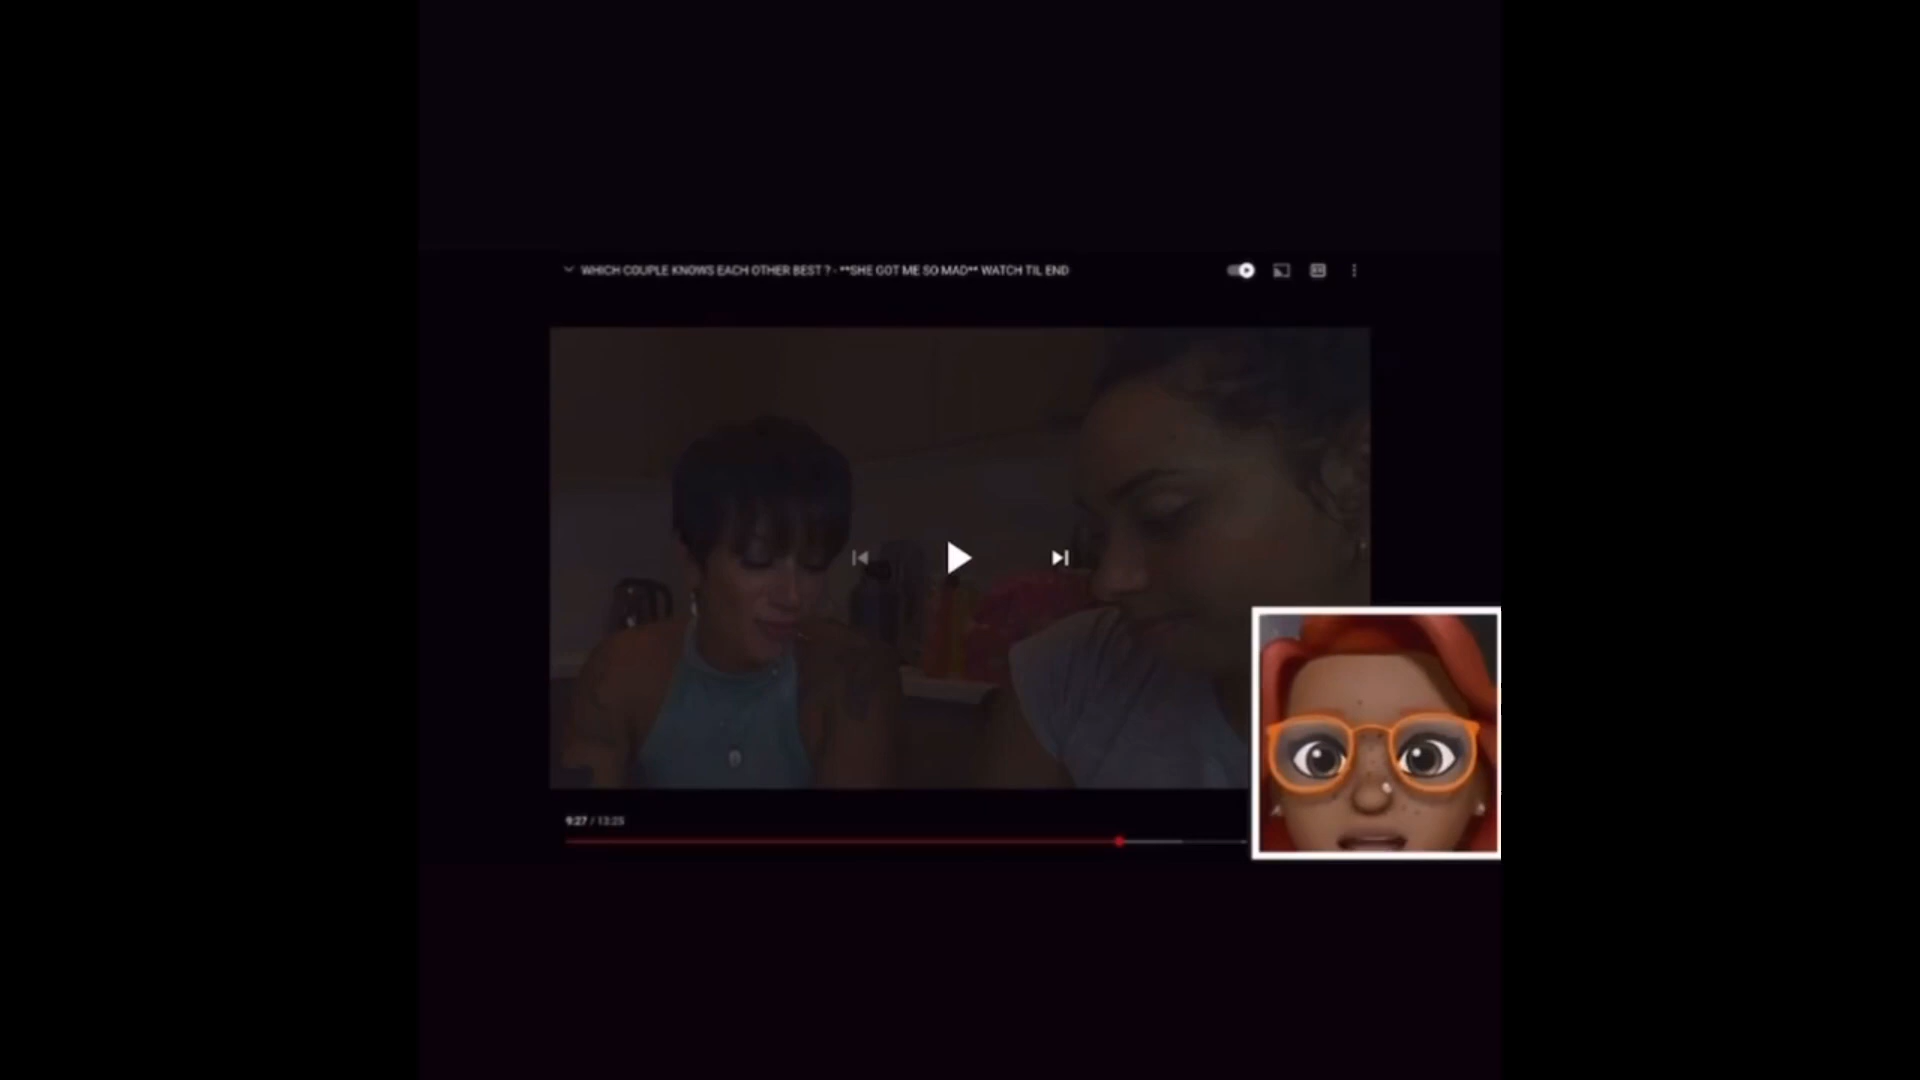 WHICH COUPLE KNOWS EACH OTHER BEST ? - **SHE GOT ME SO MAD** WATCH TIL END
9:27 / 13:25